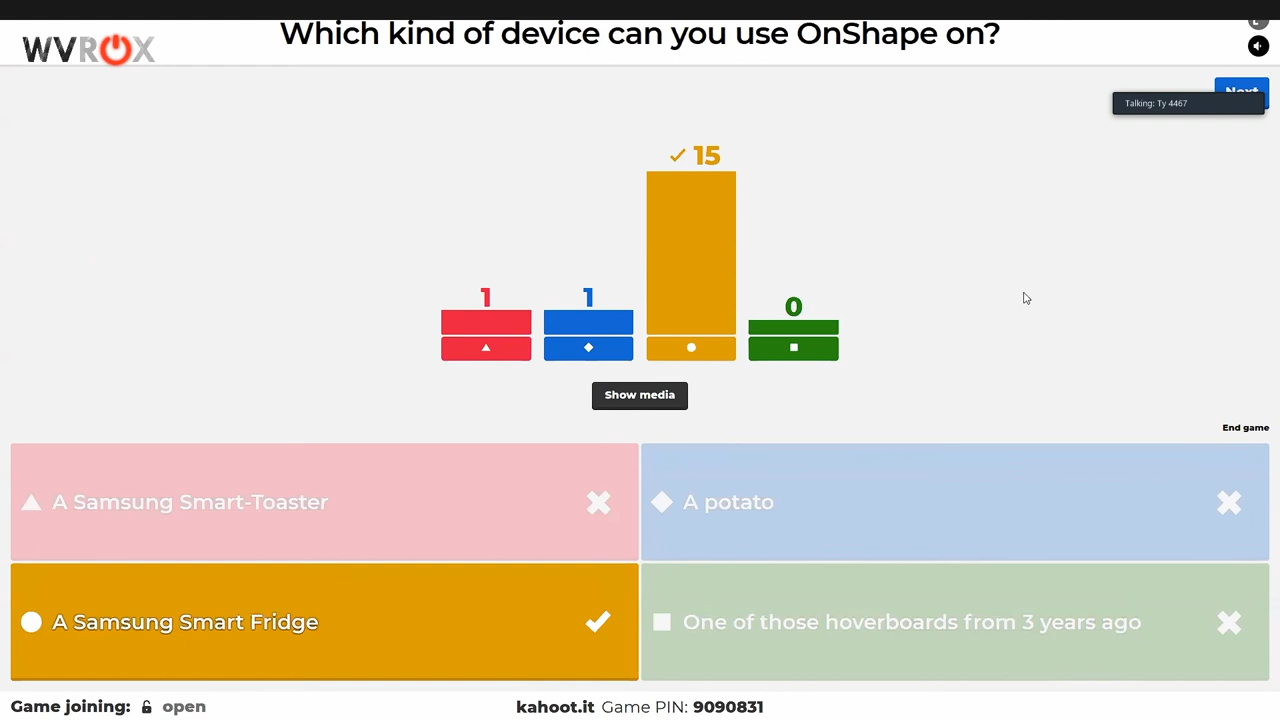 Which kind of device can you use OnShape on?
WVROX
Next
Talking: Ty 4467
15
1
1
0
Show media
End game
A Samsung Smart-Toaster
A potato
A Samsung Smart Fridge
One of those hoverboards from 3 years ago
Game joining: open
kahoot.it Game PIN: 9090831